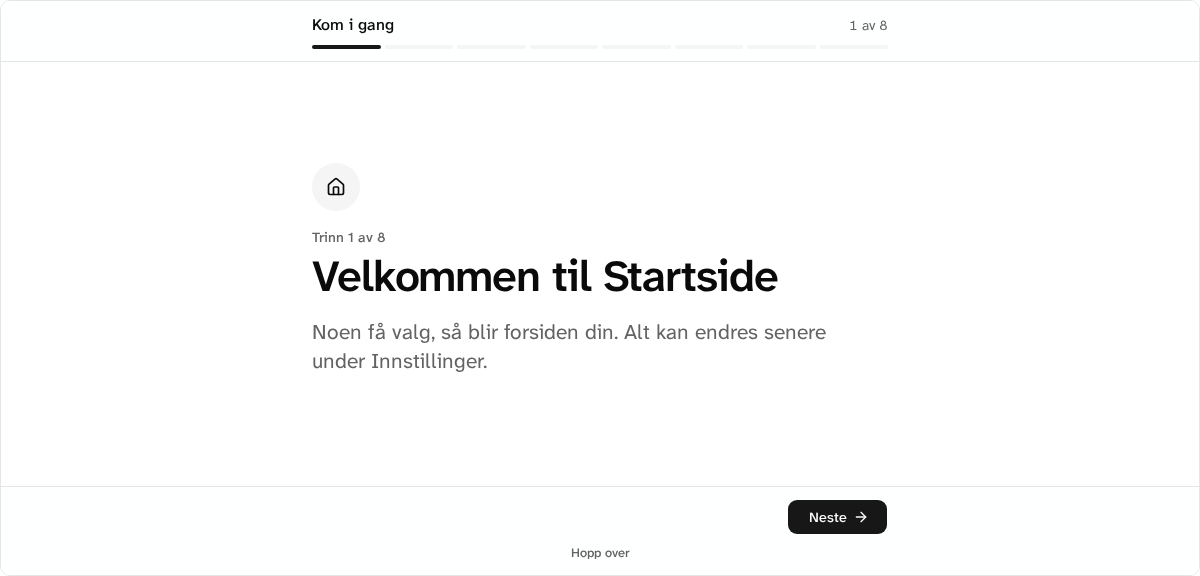 Kom i gang
1 av 8
Trinn 1 av 8
Velkommen til Startside
Noen få valg, så blir forsiden din. Alt kan endres senere
under Innstillinger.
Neste
Hopp over